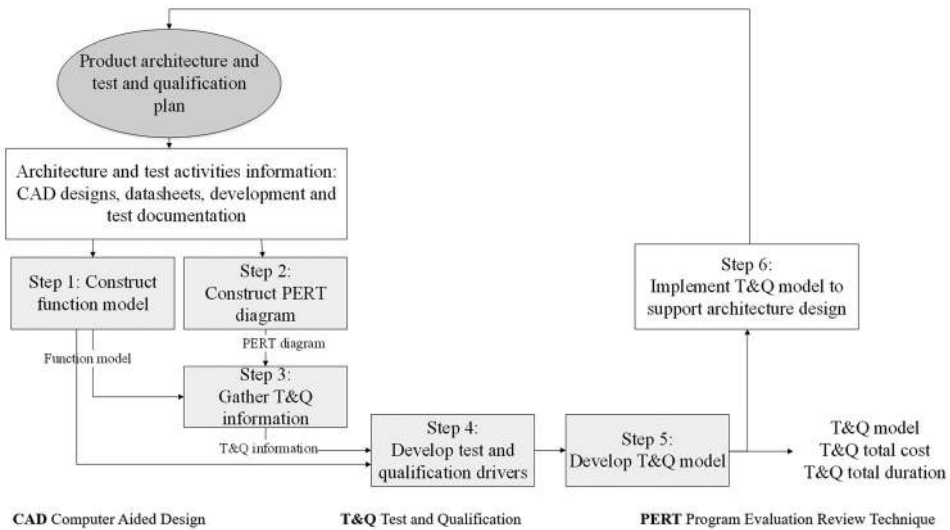 Product architecture and
test and qualification
plan
Architecture and test activities information:
CAD designs, datasheets, development and
test documentation
Step 1: Construct
function model
Step 2:
Construct PERT
diagram
Step 6:
Implement T&Q model to
support architecture design
Function model
PERT diagram
Step 3:
Gather T&Q
information
T&Q information
Step 4:
Develop test and
qualification drivers
Step 5:
Develop T&Q model
T&Q model
T&Q total cost
T&Q total duration
CAD Computer Aided Design
T&Q Test and Qualification
PERT Program Evaluation Review Technique